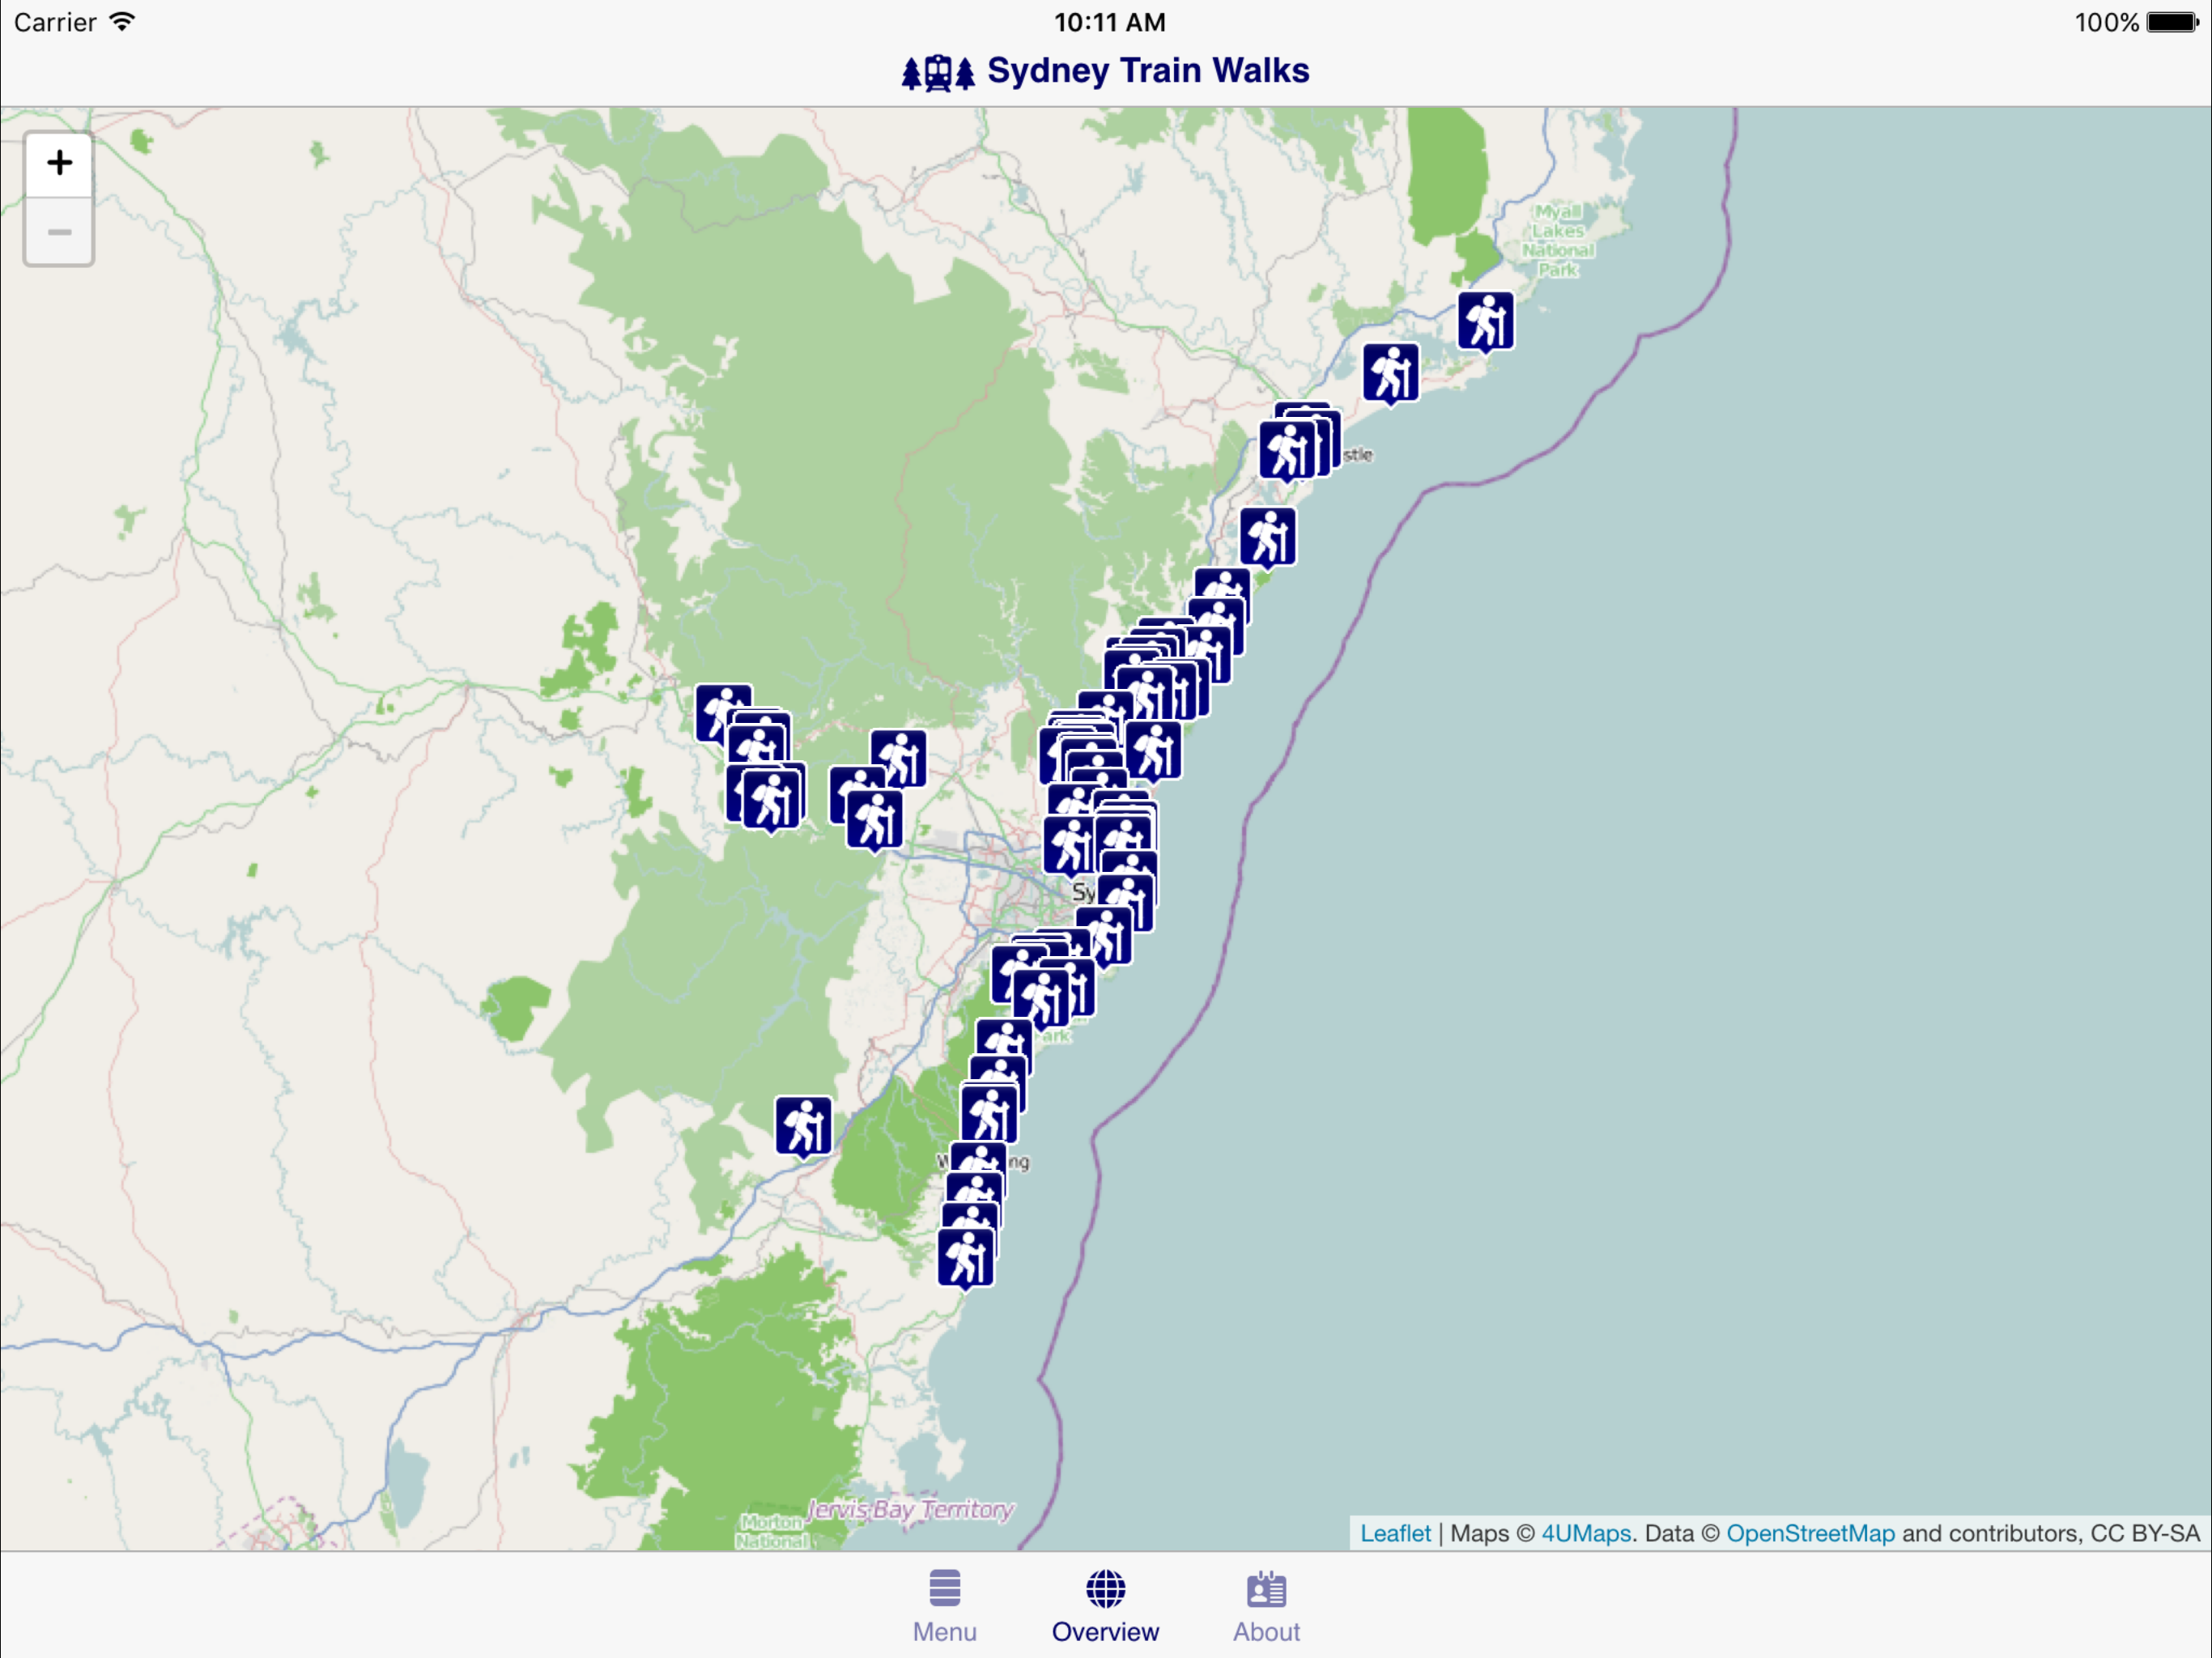 Carrier
10:11 AM
100%
Sydney Train Walks
+
−
Myall
Lakes
National
Park
stle
Sy
ark
W
ng
Jervis Bay Territory
Morton
National
Leaflet | Maps © 4UMaps. Data © OpenStreetMap and contributors, CC BY-SA
Menu
Overview
About